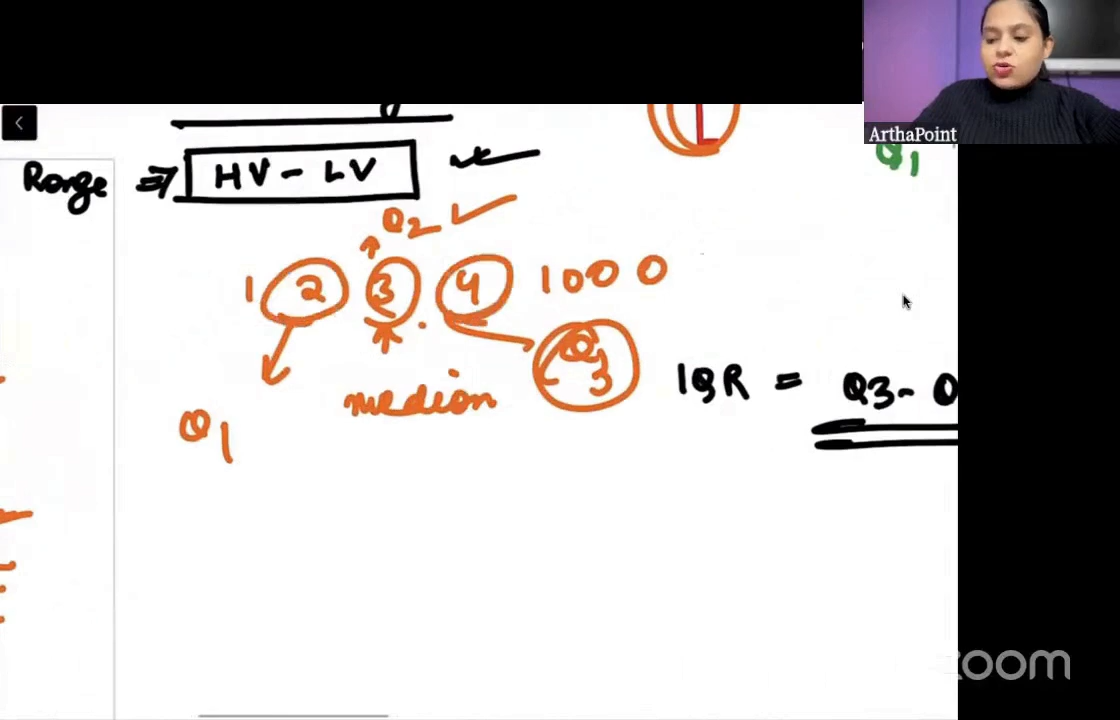 ArthaPoint
L
Q1
Range ⇒ HV - LV
Q2 ✓
1 2 3 . 4 1000
Q3
IQR = Q3 -
median
Q1
zoom